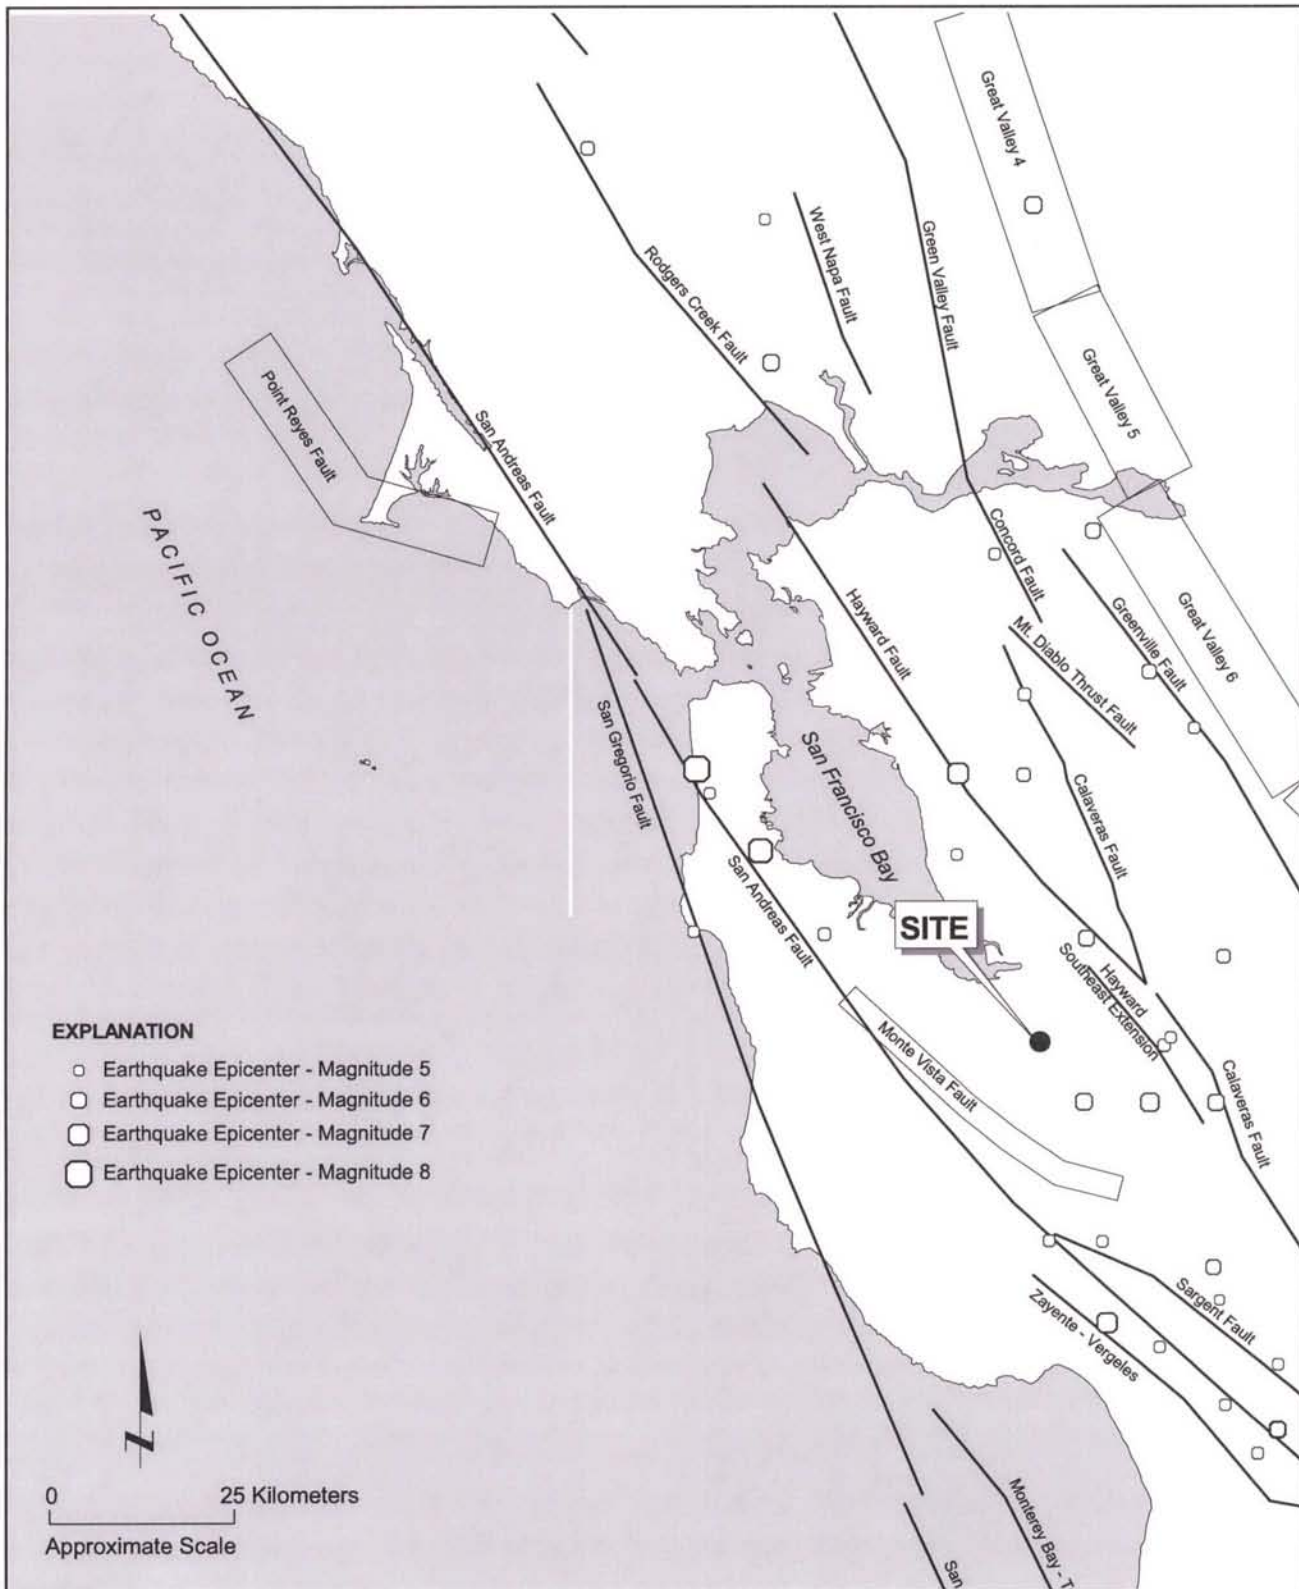 Great Valley 4
West Napa Fault
Green Valley Fault
Rodgers Creek Fault
Great Valley 5
Point Reyes Fault
San Andreas Fault
PACIFIC OCEAN
Concord Fault
Hayward Fault
Greenville Fault
Great Valley 6
Mt. Diablo Thrust Fault
San Gregorio Fault
San Francisco Bay
Calaveras Fault
San Andreas Fault
SITE
Hayward
Southeast Extension
Monte Vista Fault
Calaveras Fault
EXPLANATION
Earthquake Epicenter - Magnitude 5
Earthquake Epicenter - Magnitude 6
Earthquake Epicenter - Magnitude 7
Earthquake Epicenter - Magnitude 8
Sargent Fault
Zayente - Vergeles
Z
0 25 Kilometers
Approximate Scale
Monterey Bay - T
San